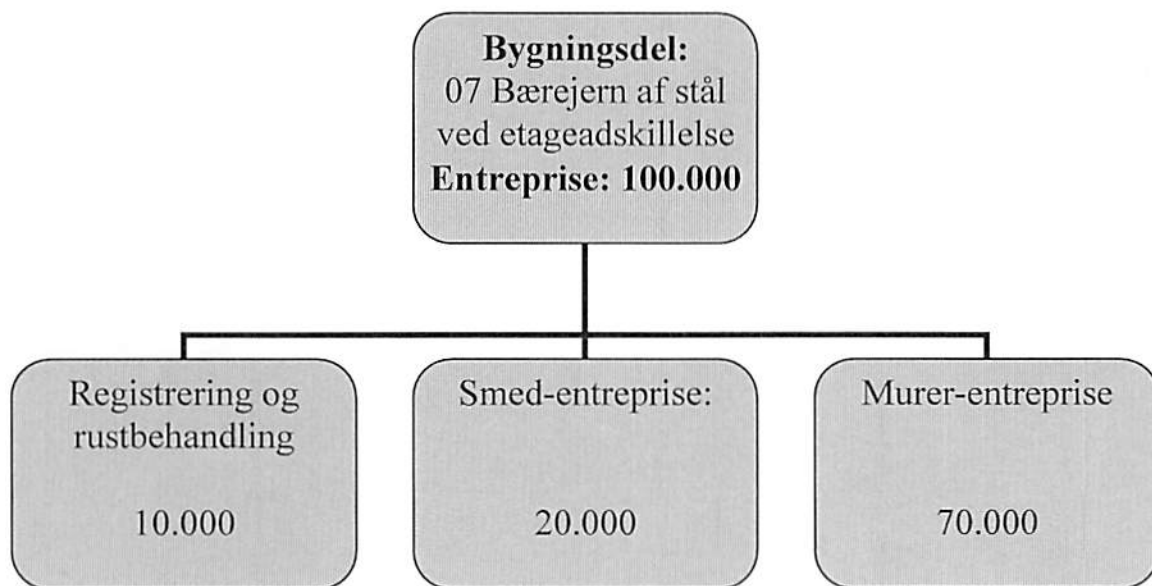 Bygningsdel:
07 Bærejern af stål
ved etageadskillelse
Entreprise: 100.000
Registrering og
rustbehandling
10.000
Smed-entreprise:
20.000
Murer-entreprise
70.000